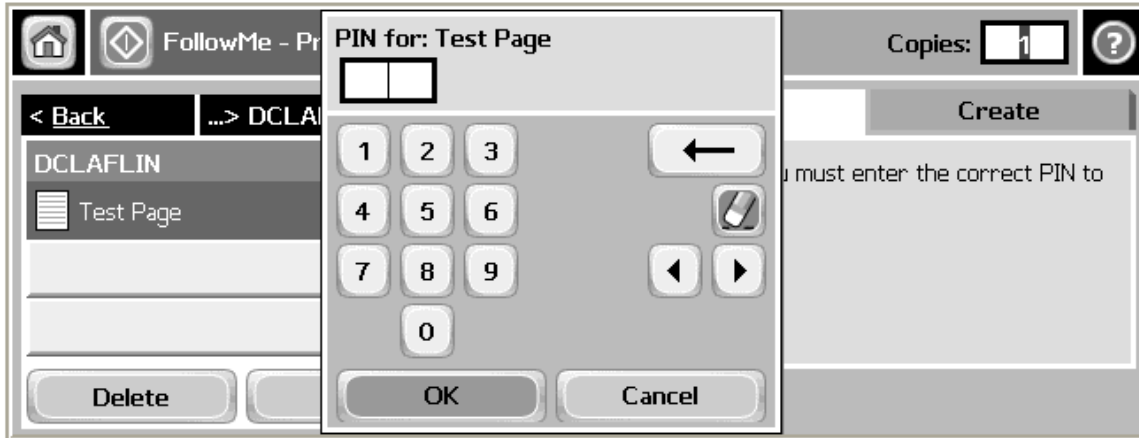 FollowMe - Pr
PIN for: Test Page
Copies: 1
?
< Back
...> DCLAFLIN
Create
DCLAFLIN
Test Page
u must enter the correct PIN to
1 2 3
4 5 6
7 8 9
0
Delete
OK
Cancel